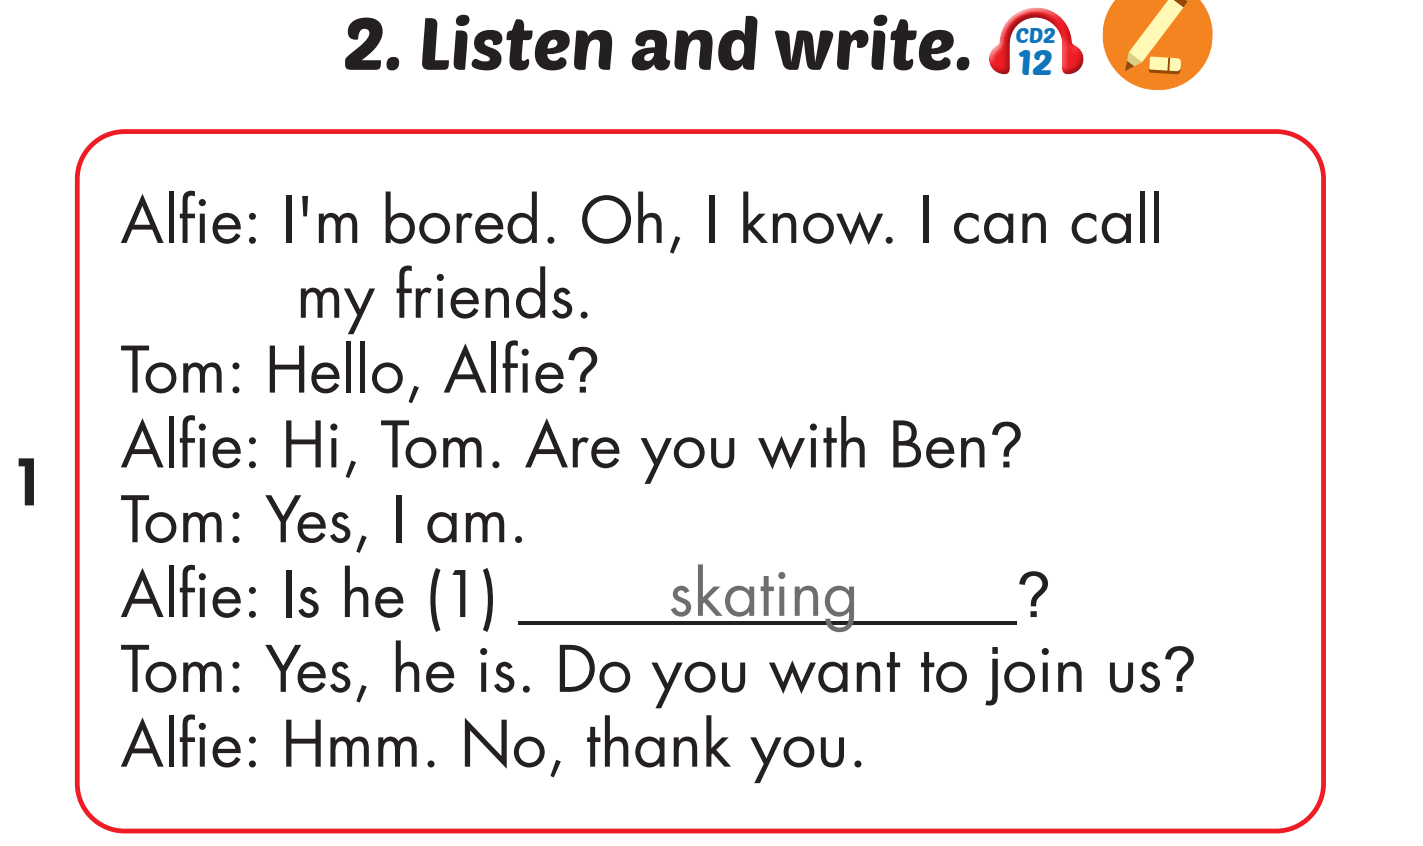 2. Listen and write. CD2 12
Alfie: I'm bored. Oh, I know. I can call
my friends.
Tom: Hello, Alfie?
Alfie: Hi, Tom. Are you with Ben?
1
Tom: Yes, I am.
Alfie: Is he (1) skating?
Tom: Yes, he is. Do you want to join us?
Alfie: Hmm. No, thank you.